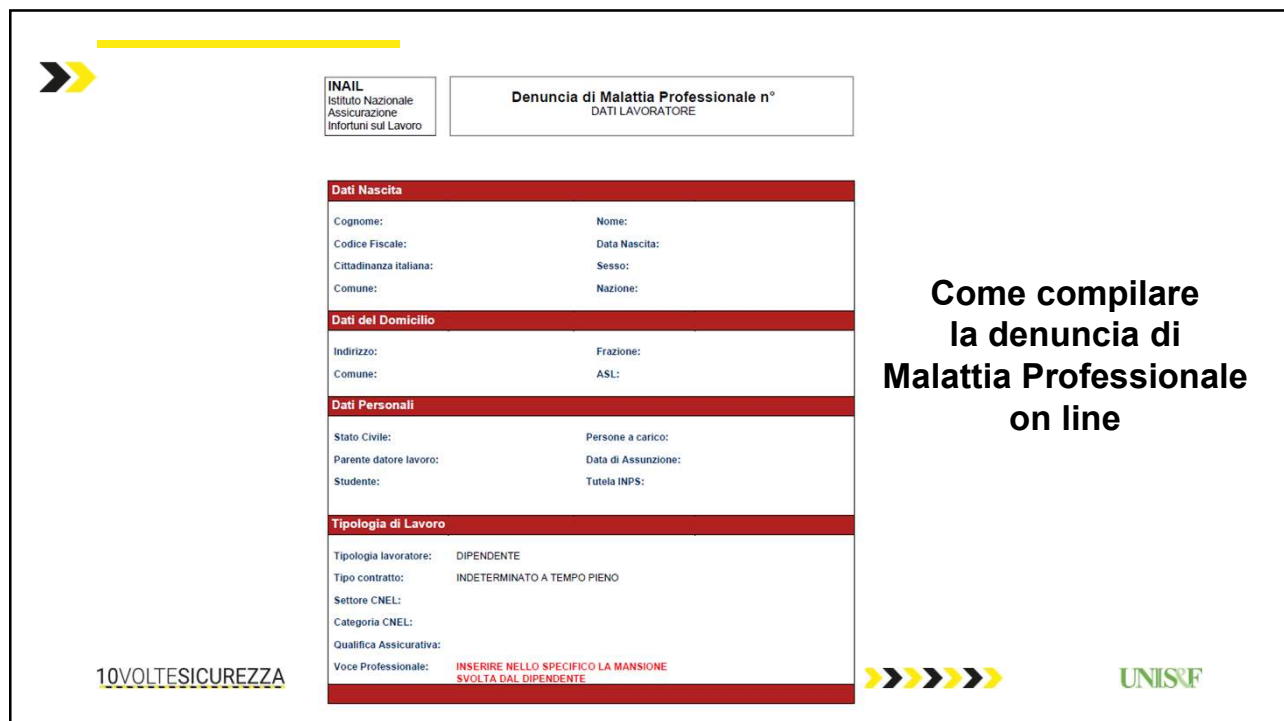 INAIL
Istituto Nazionale
Assicurazione
Infortuni sul Lavoro
Denuncia di Malattia Professionale n°
DATI LAVORATORE
Dati Nascita
Cognome: Nome:
Codice Fiscale: Data Nascita:
Cittadinanza italiana: Sesso:
Comune: Nazione:
Dati del Domicilio
Indirizzo: Frazione:
Comune: ASL:
Dati Personali
Stato Civile: Persone a carico:
Parente datore lavoro: Data di Assunzione:
Studente: Tutela INPS:
Tipologia di Lavoro
Tipologia lavoratore: DIPENDENTE
Tipo contratto: INDETERMINATO A TEMPO PIENO
Settore CNEL:
Categoria CNEL:
Qualifica Assicurativa:
Voce Professionale: INSERIRE NELLO SPECIFICO LA MANSIONE
SVOLTA DAL DIPENDENTE
Come compilare
la denuncia di
Malattia Professionale
on line
10VOLTESICUREZZA
UNIS&F